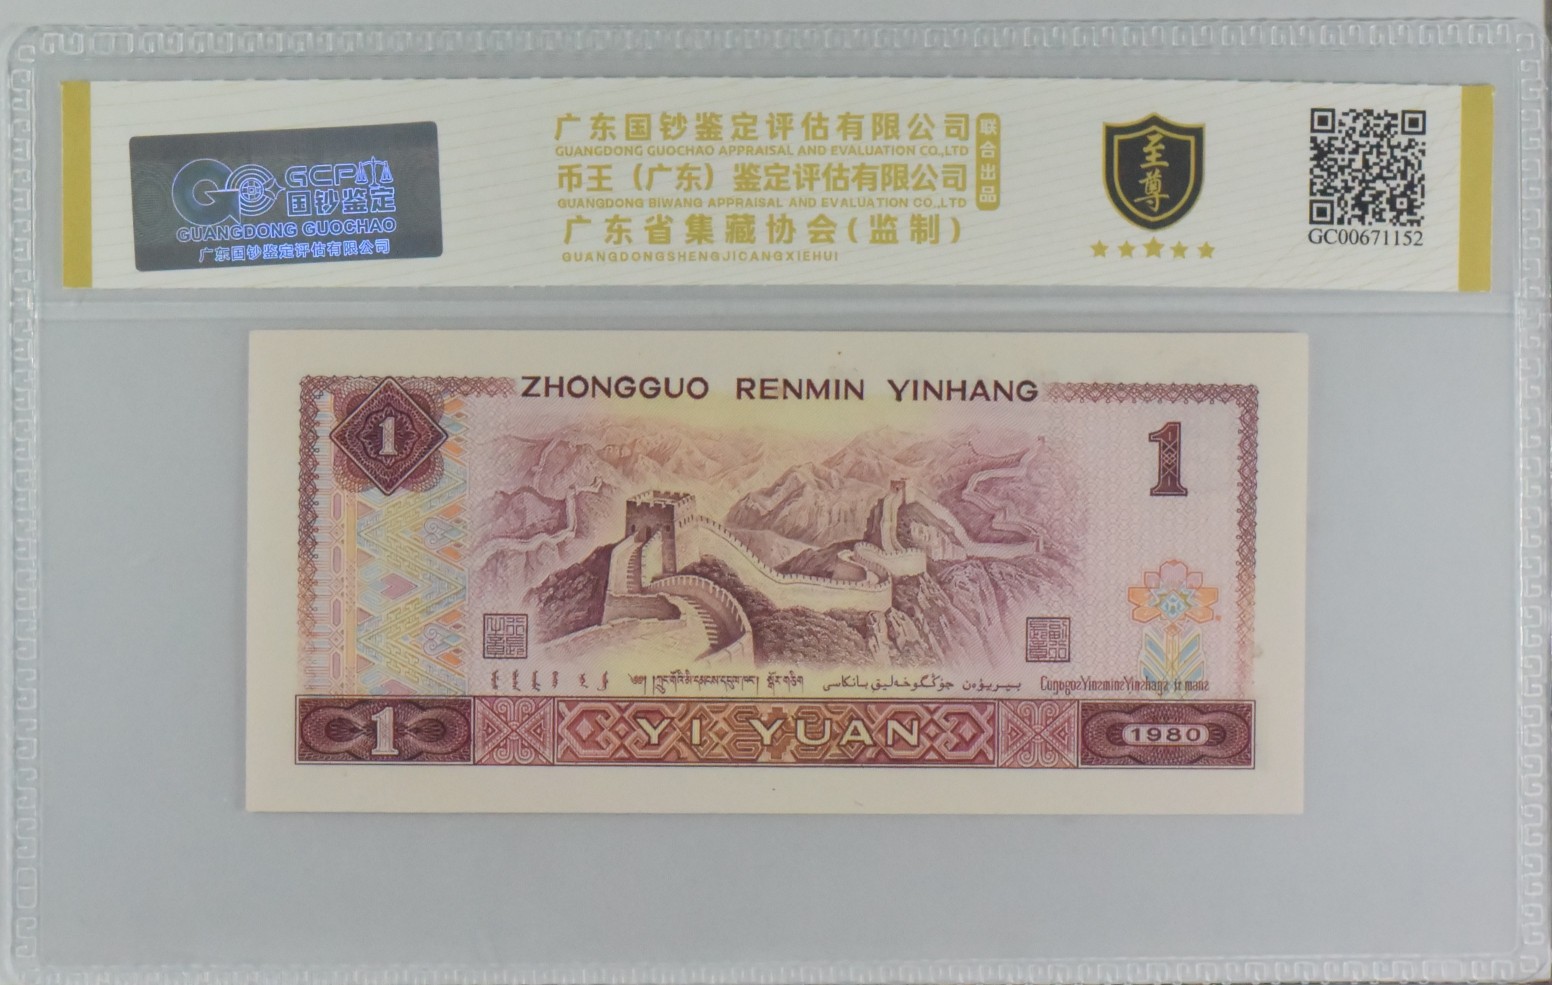 GCP
国钞鉴定
GUANGDONG GUOCHAO
广东国钞鉴定评估有限公司
广东国钞鉴定评估有限公司
GUANGDONG GUOCHAO APPRAISAL AND EVALUATION CO.,LTD
币王（广东）鉴定评估有限公司
GUANGDONG BIWANG APPRAISAL AND EVALUATION CO.,LTD
联合出品
广东省集藏协会(监制)
GUANGDONGSHENGJICANGXIEHUI
至尊
GC00671152
ZHONGGUO RENMIN YINHANG
1
1
1
YI YUAN
1980